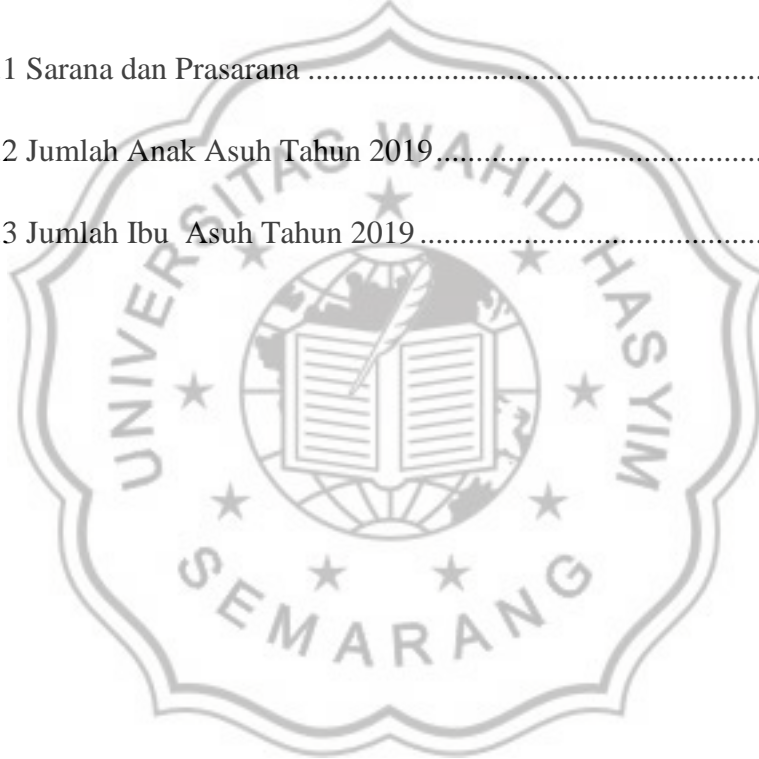 1 Sarana dan Prasarana ..................................................
2 Jumlah Anak Asuh Tahun 2019 ....................................
3 Jumlah Ibu  Asuh Tahun 2019 ......................................
UNIVERSITAS WAHID HASYIM
SEMARANG